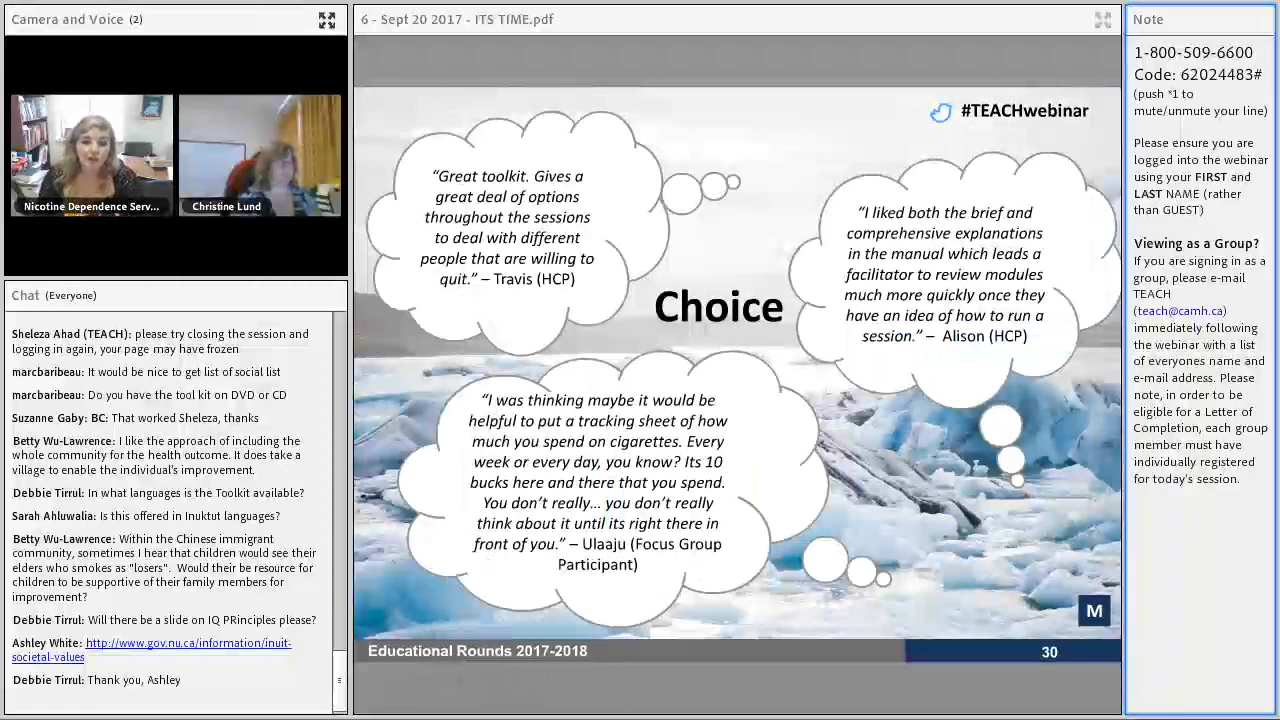 Camera and Voice (2)
Nicotine Dependence Serv...
Christine Lund
Chat (Everyone)
Sheleza Ahad (TEACH): please try closing the session and
logging in again, your page may have frozen
marcbaribeau: It would be nice to get list of social list
marcbaribeau: Do you have the tool kit on DVD or CD
Suzanne Gaby: BC: That worked Sheleza, thanks
Betty Wu-Lawrence: I like the approach of including the
whole community for the health outcome. It does take a
village to enable the individual's improvement.
Debbie Tirrul: In what languages is the Toolkit available?
Sarah Ahluwalia: Is this offered in Inuktut languages?
Betty Wu-Lawrence: Within the Chinese immigrant
community, sometimes I hear that children would see their
elders who smokes as "losers". Would their be resource for
children to be supportive of their family members for
improvement?
Debbie Tirrul: Will there be a slide on IQ PRinciples please?
Ashley White: http://www.gov.nu.ca/information/inuit-
societal-values
Debbie Tirrul: Thank you, Ashley
6 - Sept 20 2017 - ITS TIME.pdf
#TEACHwebinar
“Great toolkit. Gives a
great deal of options
throughout the sessions
to deal with different
people that are willing to
quit.” – Travis (HCP)
Choice
“I liked both the brief and
comprehensive explanations
in the manual which leads a
facilitator to review modules
much more quickly once they
have an idea of how to run a
session.” – Alison (HCP)
“I was thinking maybe it would be
helpful to put a tracking sheet of how
much you spend on cigarettes. Every
week or every day, you know? Its 10
bucks here and there that you spend.
You don’t really... you don’t really
think about it until its right there in
front of you.” – Ulaaju (Focus Group
Participant)
M
Educational Rounds 2017-2018
30
Note
1-800-509-6600
Code: 62024483#
(push *1 to
mute/unmute your line)
Please ensure you are
logged into the webinar
using your FIRST and
LAST NAME (rather
than GUEST)
Viewing as a Group?
If you are signing in as a
group, please e-mail
TEACH
(teach@camh.ca)
immediately following
the webinar with a list
of everyones name and
e-mail address. Please
note, in order to be
eligible for a Letter of
Completion, each group
member must have
individually registered
for today's session.